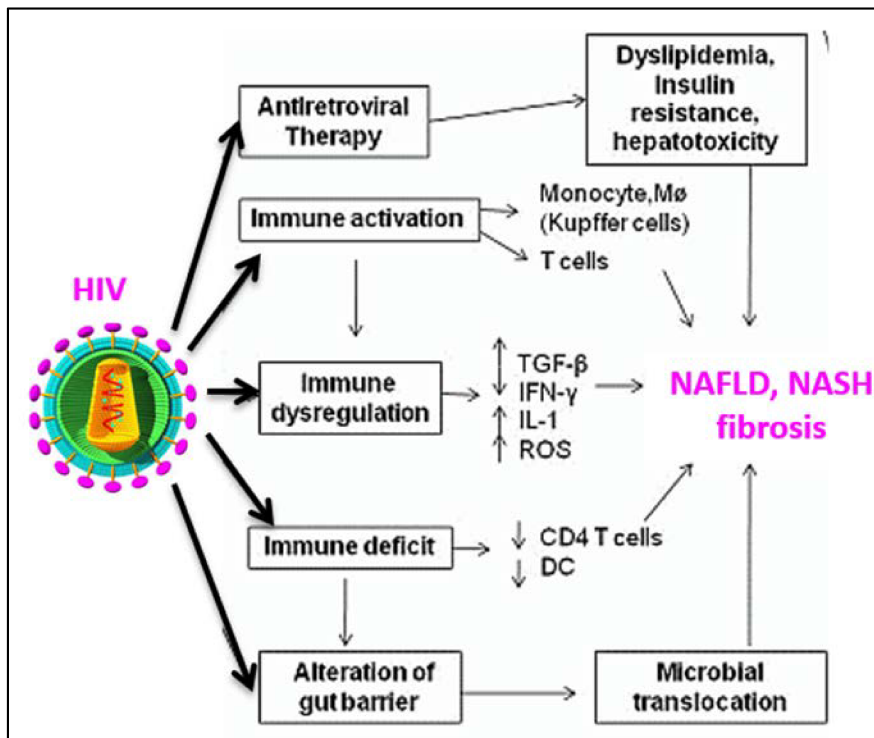 Dyslipidemia,
Insulin
resistance,
hepatotoxicity
Antiretroviral
Therapy
Immune activation
Monocyte,Mø
(Kupffer cells)
T cells
HIV
Immune
dysregulation
TGF-β
IFN-γ
IL-1
ROS
NAFLD, NASH
fibrosis
Immune deficit
CD4 T cells
DC
Alteration of
gut barrier
Microbial
translocation